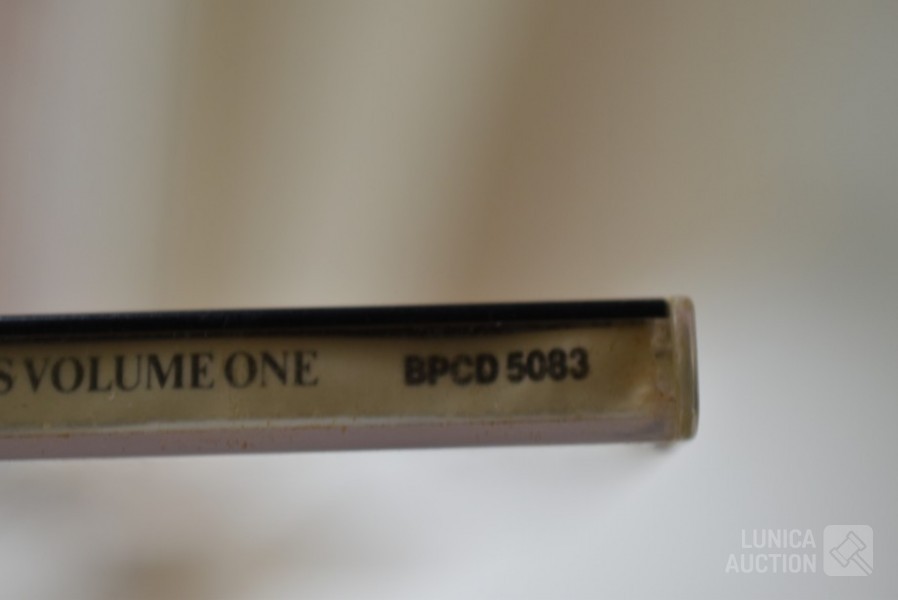 S VOLUME ONE BPCD 5083
LUNICA
AUCTION